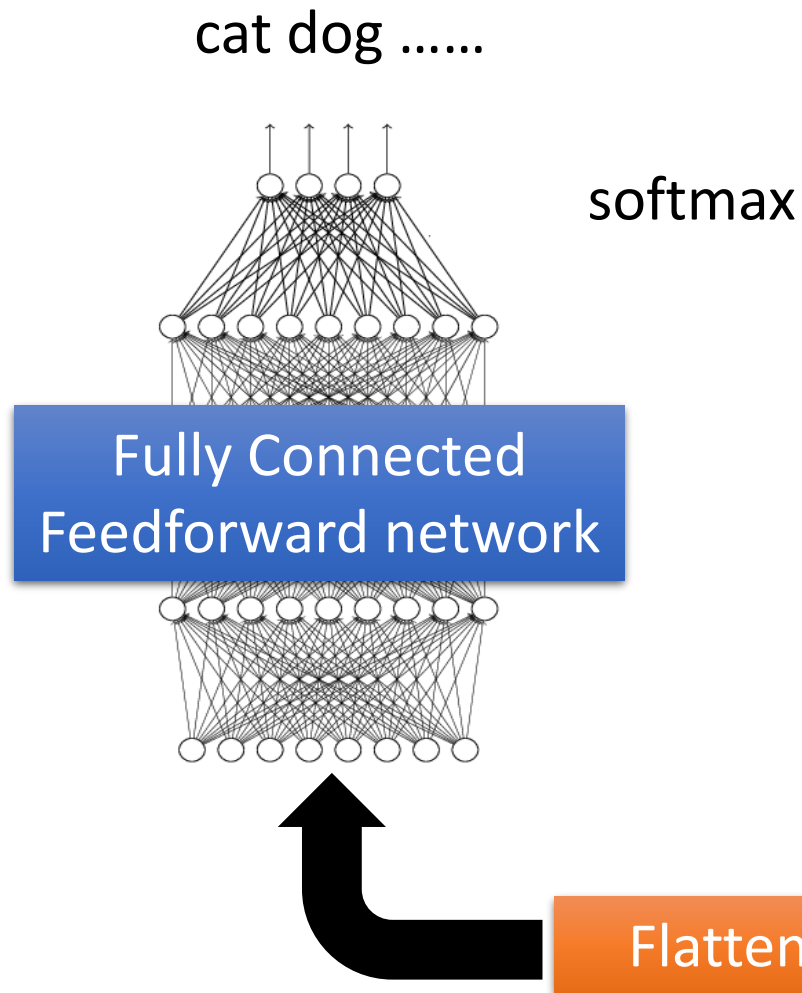 cat dog ……
softmax
Fully Connected
Feedforward network
Flatten